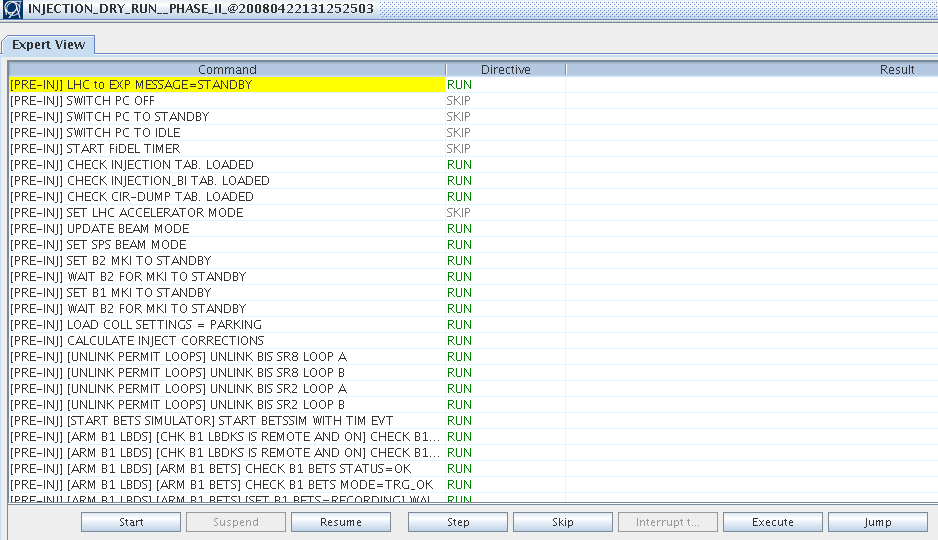 INJECTION_DRY_RUN__PHASE_II_@20080422131252503
Expert View
Command Directive Result
[PRE-INJ] LHC to EXP MESSAGE=STANDBY RUN
[PRE-INJ] SWITCH PC OFF SKIP
[PRE-INJ] SWITCH PC TO STANDBY SKIP
[PRE-INJ] SWITCH PC TO IDLE SKIP
[PRE-INJ] START FiDEL TIMER SKIP
[PRE-INJ] CHECK INJECTION TAB. LOADED RUN
[PRE-INJ] CHECK INJECTION_BI TAB. LOADED RUN
[PRE-INJ] CHECK CIR-DUMP TAB. LOADED RUN
[PRE-INJ] SET LHC ACCELERATOR MODE SKIP
[PRE-INJ] UPDATE BEAM MODE RUN
[PRE-INJ] SET SPS BEAM MODE RUN
[PRE-INJ] SET B2 MKI TO STANDBY RUN
[PRE-INJ] WAIT B2 FOR MKI TO STANDBY RUN
[PRE-INJ] SET B1 MKI TO STANDBY RUN
[PRE-INJ] WAIT B2 FOR MKI TO STANDBY RUN
[PRE-INJ] LOAD COLL SETTINGS = PARKING RUN
[PRE-INJ] CALCULATE INJECT CORRECTIONS RUN
[PRE-INJ] [UNLINK PERMIT LOOPS] UNLINK BIS SR8 LOOP A RUN
[PRE-INJ] [UNLINK PERMIT LOOPS] UNLINK BIS SR8 LOOP B RUN
[PRE-INJ] [UNLINK PERMIT LOOPS] UNLINK BIS SR2 LOOP A RUN
[PRE-INJ] [UNLINK PERMIT LOOPS] UNLINK BIS SR2 LOOP B RUN
[PRE-INJ] [START BETS SIMULATOR] START BETSSIM WITH TIM EVT RUN
[PRE-INJ] [ARM B1 LBDS] [CHK B1 LBDKS IS REMOTE AND ON] CHECK B1... RUN
[PRE-INJ] [ARM B1 LBDS] [CHK B1 LBDKS IS REMOTE AND ON] CHECK B1... RUN
[PRE-INJ] [ARM B1 LBDS] [ARM B1 BETS] CHECK B1 BETS STATUS=OK RUN
[PRE-INJ] [ARM B1 LBDS] [ARM B1 BETS] CHECK B1 BETS MODE=TRG_OK RUN
[PRE-INJ] [ARM B1 LBDS] [ARM B1 BETS] [SET B1 BETS=RECORDING] WAI... RUN
Start Suspend Resume Step Skip Interrupt t... Execute Jump